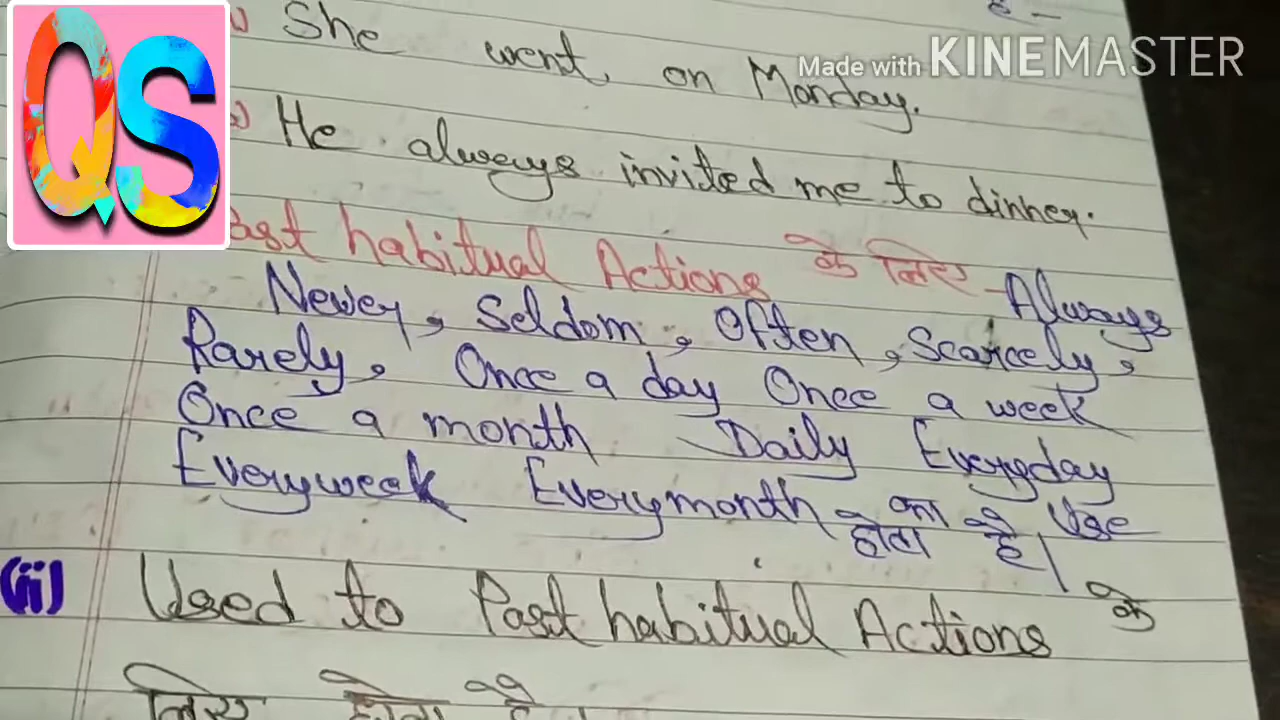 Made with KINEMASTER
QS
She went on Monday.
He always invited me to dinner.
Past habitual Actions के लिए - Always
Never, Seldom, Often, Scarcely,
Rarely, Once a day Once a week
Once a month Daily Everyday
Everyweek Everymonth का Use
होता है।
(ii) Used to Past habitual Actions के
लिए होता है।